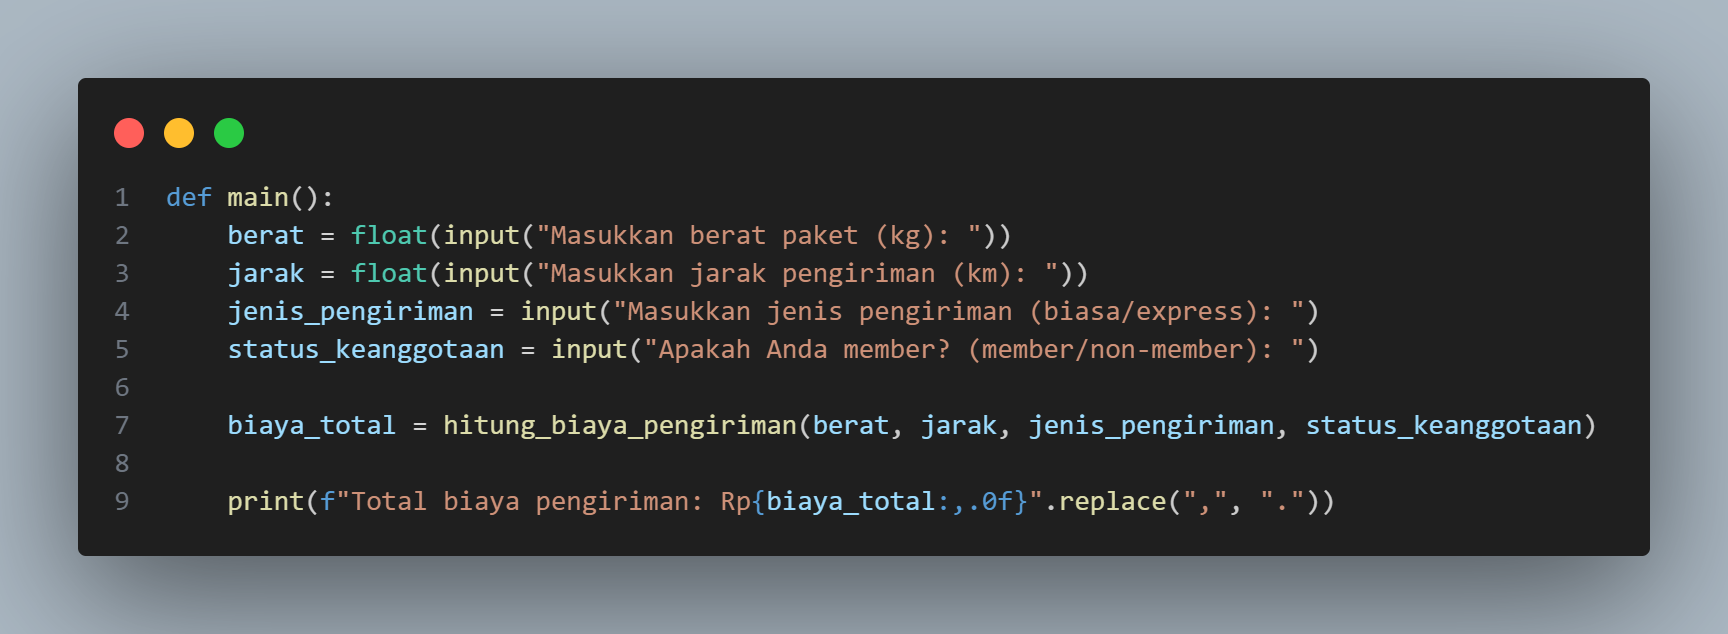 1 def main():
2     berat = float(input("Masukkan berat paket (kg): "))
3     jarak = float(input("Masukkan jarak pengiriman (km): "))
4     jenis_pengiriman = input("Masukkan jenis pengiriman (biasa/express): ")
5     status_keanggotaan = input("Apakah Anda member? (member/non-member): ")
6
7     biaya_total = hitung_biaya_pengiriman(berat, jarak, jenis_pengiriman, status_keanggotaan)
8
9     print(f"Total biaya pengiriman: Rp{biaya_total:,.0f}".replace(",", "."))